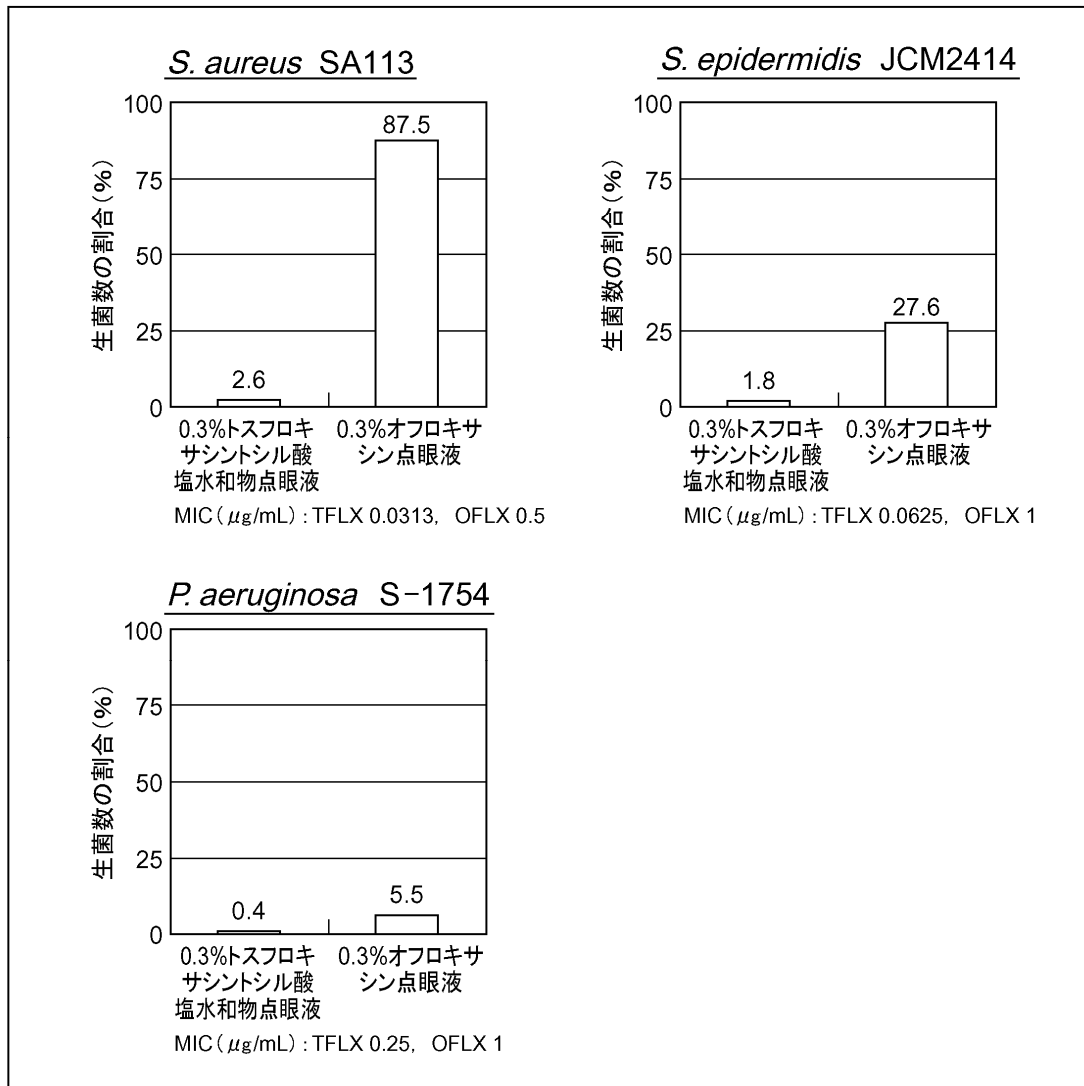 S. aureus SA113
100
75
50
25
0
生菌数の割合(%)
2.6
87.5
0.3%トスフロキ
サシントシル酸
塩水和物点眼液
0.3%オフロキサ
シン点眼液
MIC(μg/mL):TFLX 0.0313, OFLX 0.5
S. epidermidis JCM2414
100
75
50
25
0
生菌数の割合(%)
1.8
27.6
0.3%トスフロキ
サシントシル酸
塩水和物点眼液
0.3%オフロキサ
シン点眼液
MIC(μg/mL):TFLX 0.0625, OFLX 1
P. aeruginosa S-1754
100
75
50
25
0
生菌数の割合(%)
0.4
5.5
0.3%トスフロキ
サシントシル酸
塩水和物点眼液
0.3%オフロキサ
シン点眼液
MIC(μg/mL):TFLX 0.25, OFLX 1